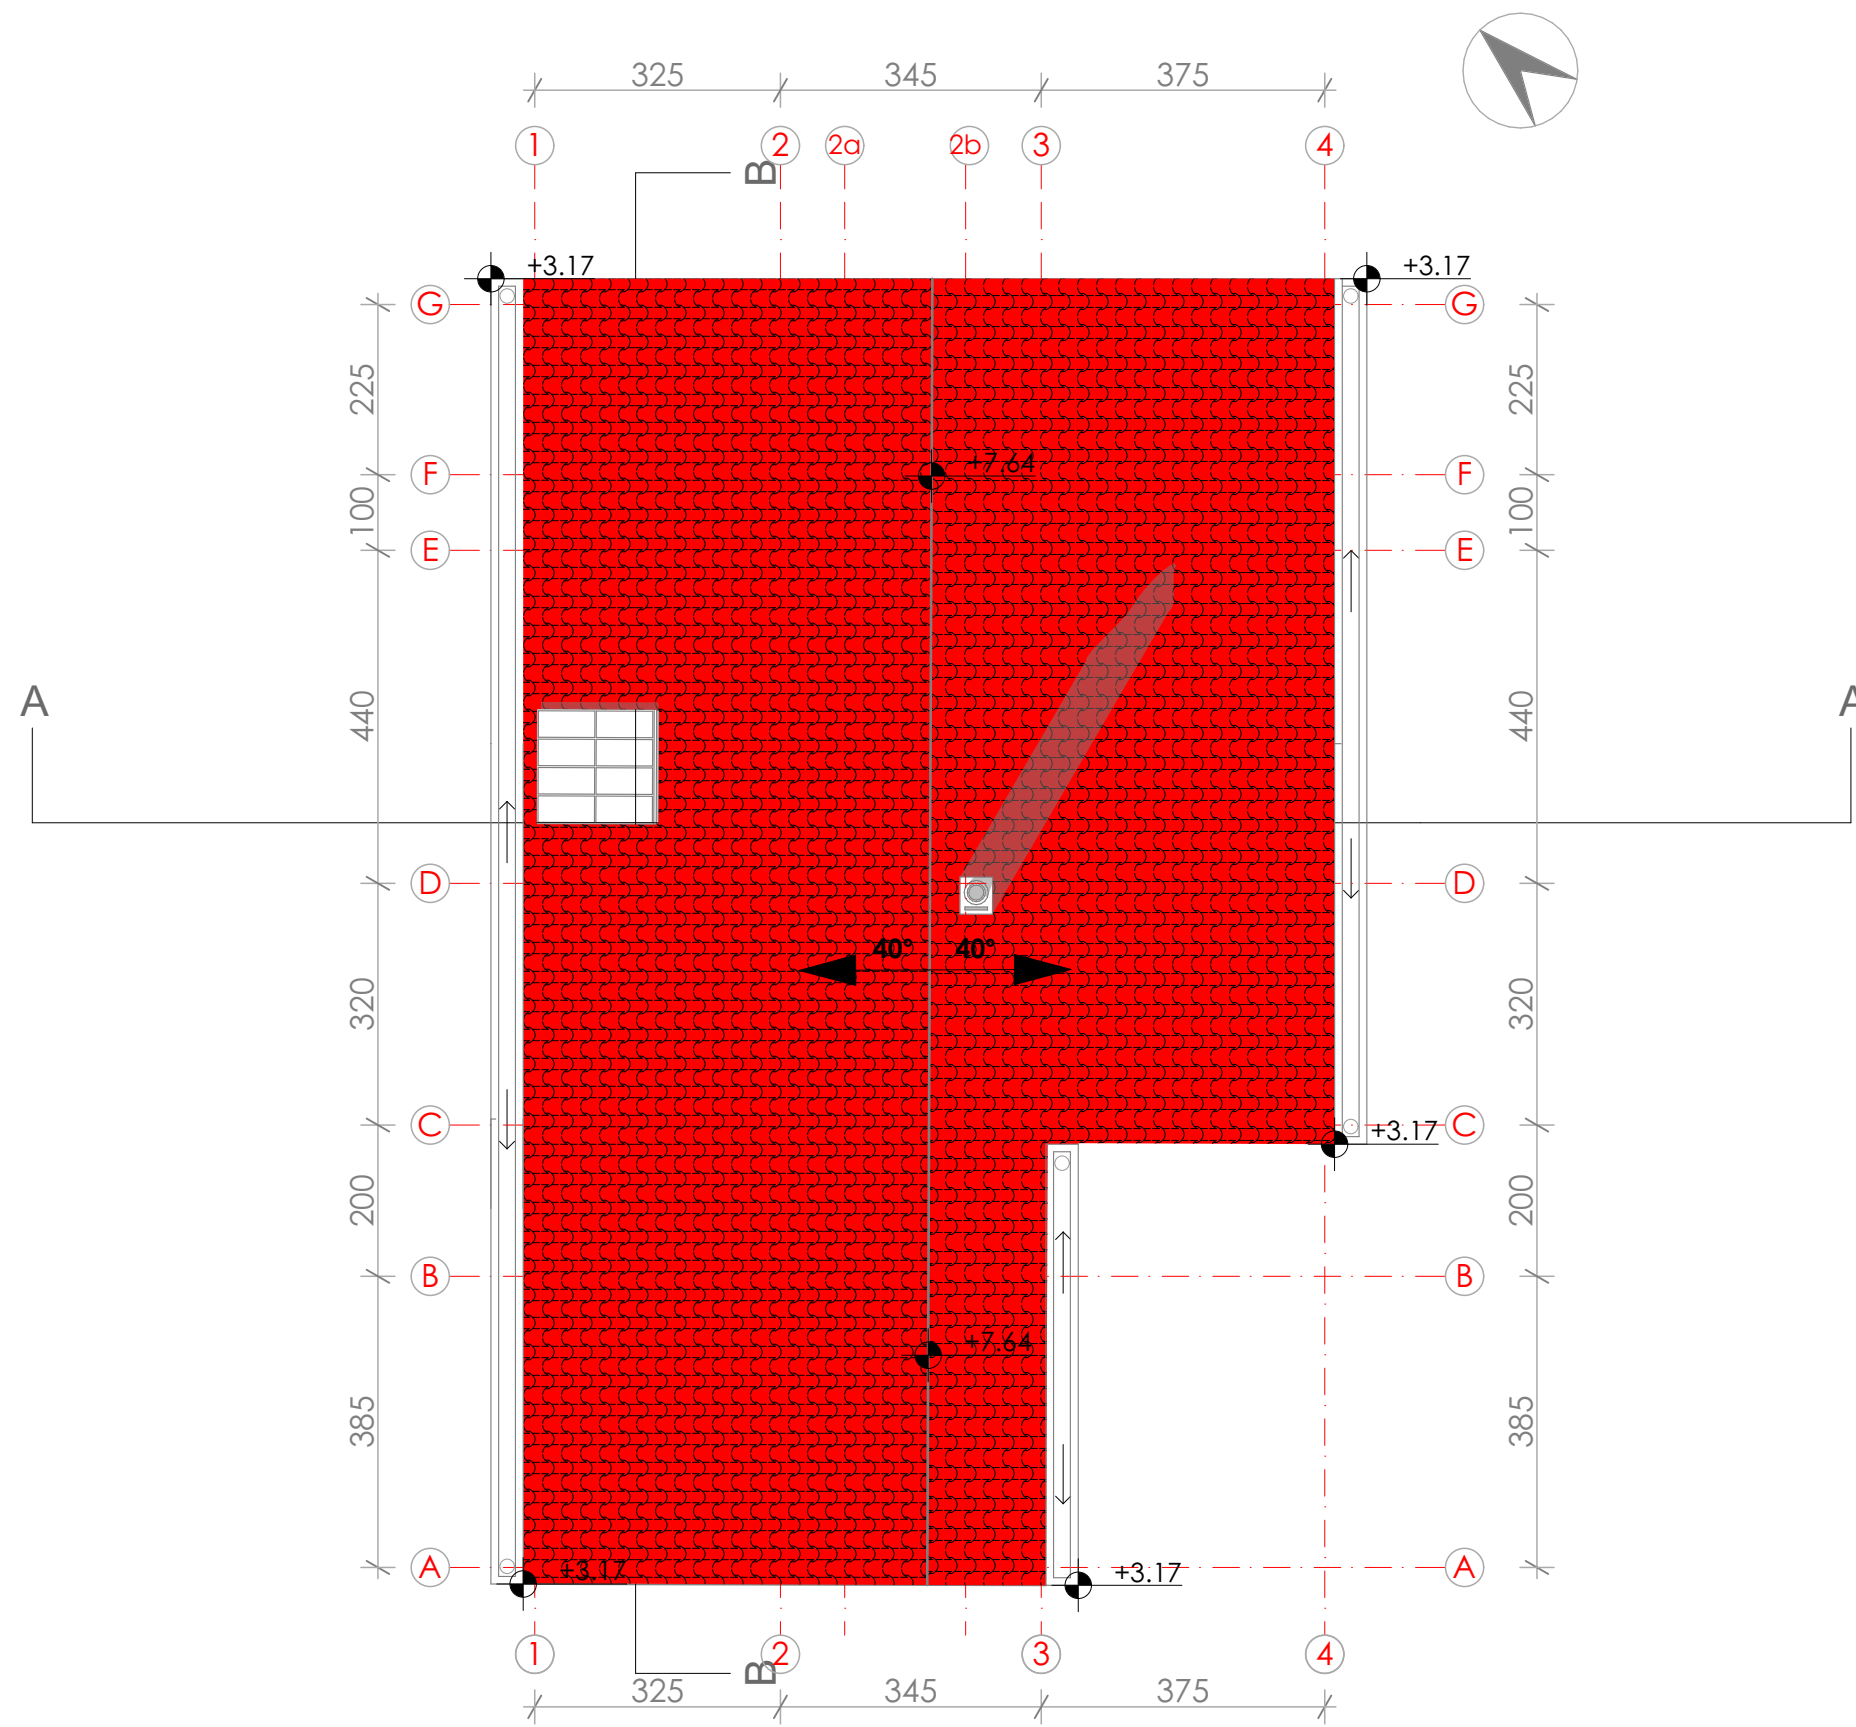 325 345 375
1 2 2a 2b 3 4
B
+3.17 +3.17
G G
225 225
F +7.64 F
100 100
E E
A 440 440 A
D D
40° 40°
320 320
C +3.17 C
200 200
B B
+7.64
385 385
A +3.17 +3.17 A
1 2 3 4
B
325 345 375